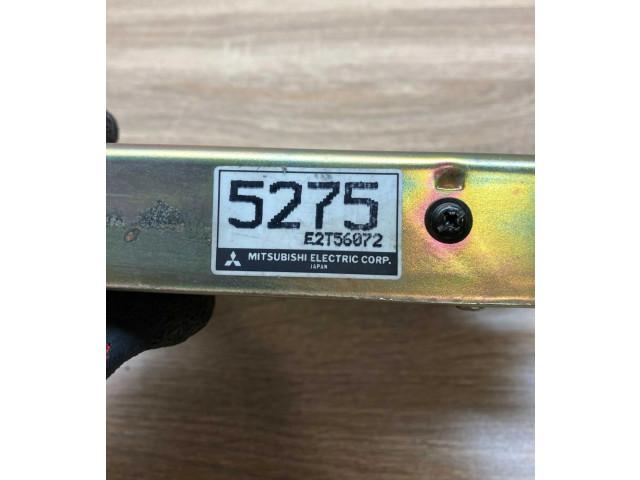 5275
E2T56072
MITSUBISHI ELECTRIC CORP.
JAPAN